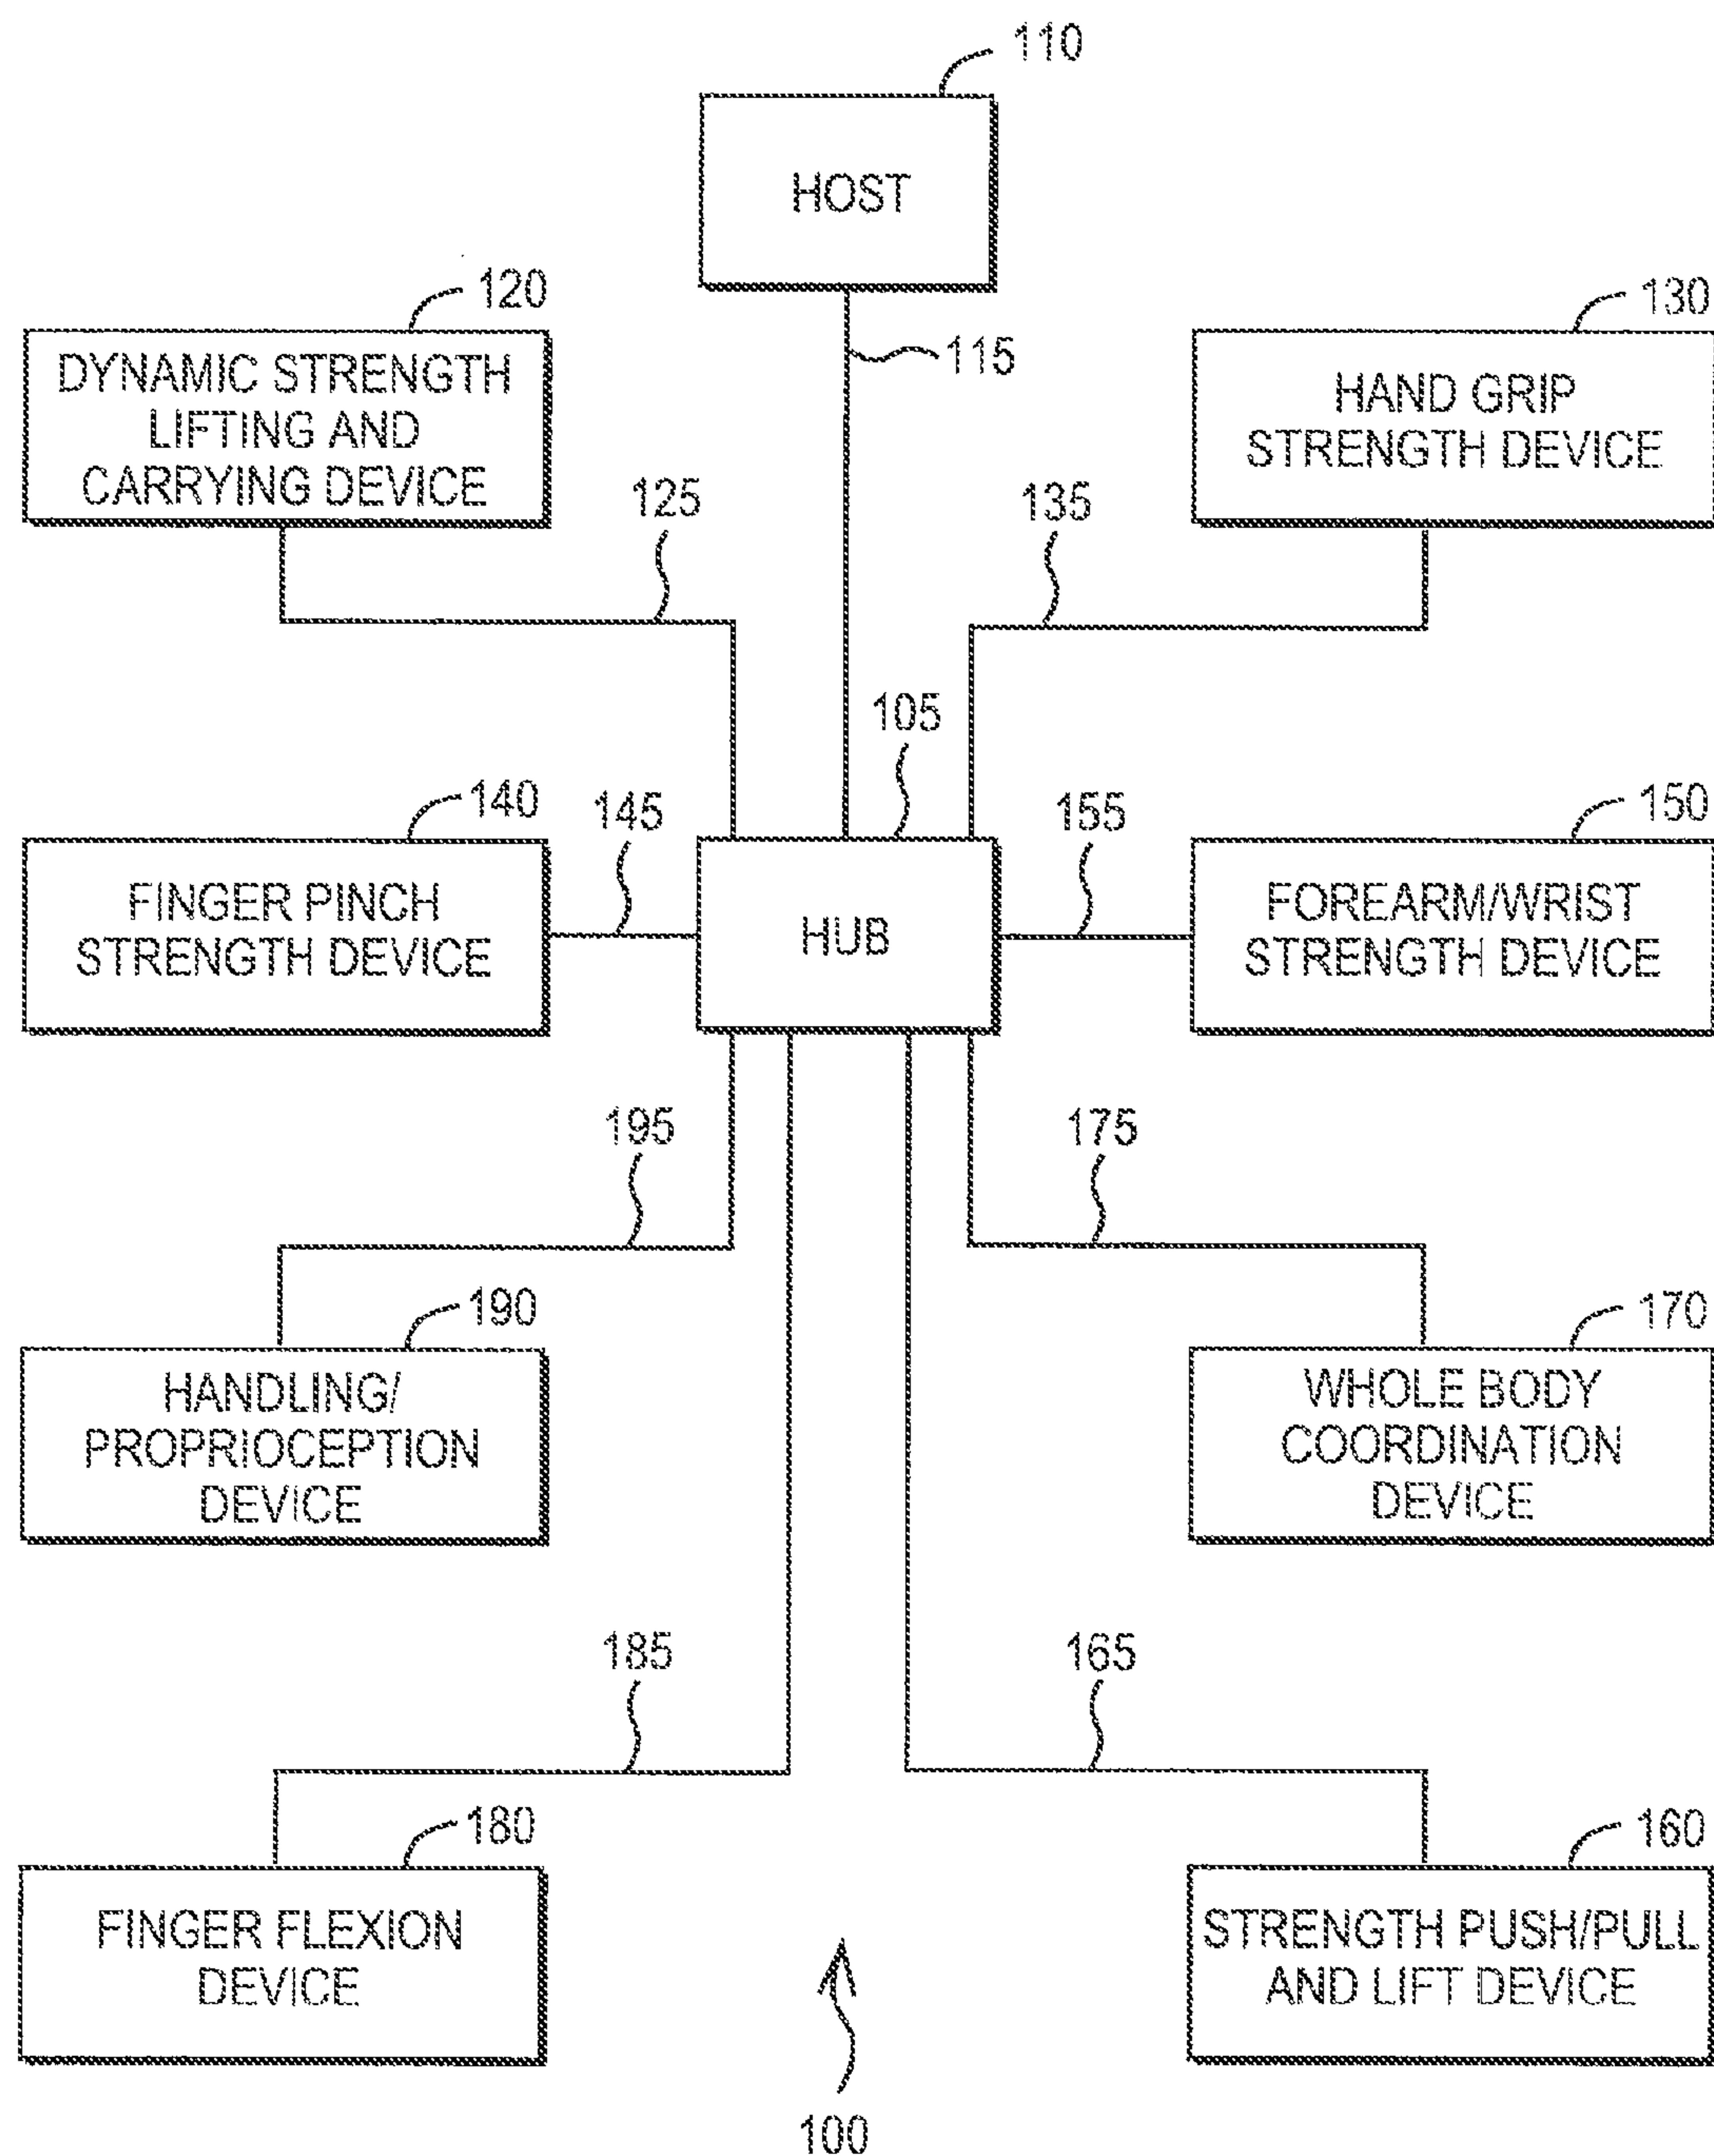 110
HOST
120
130
115
DYNAMIC STRENGTH
LIFTING AND
CARRYING DEVICE
HAND GRIP
STRENGTH DEVICE
125
135
105
140
145
155
150
FINGER PINCH
STRENGTH DEVICE
HUB
FOREARM/WRIST
STRENGTH DEVICE
195
175
190
170
HANDLING/
PROPRIOCEPTION
DEVICE
WHOLE BODY
COORDINATION
DEVICE
185
165
180
160
FINGER FLEXION
DEVICE
STRENGTH PUSH/PULL
AND LIFT DEVICE
100